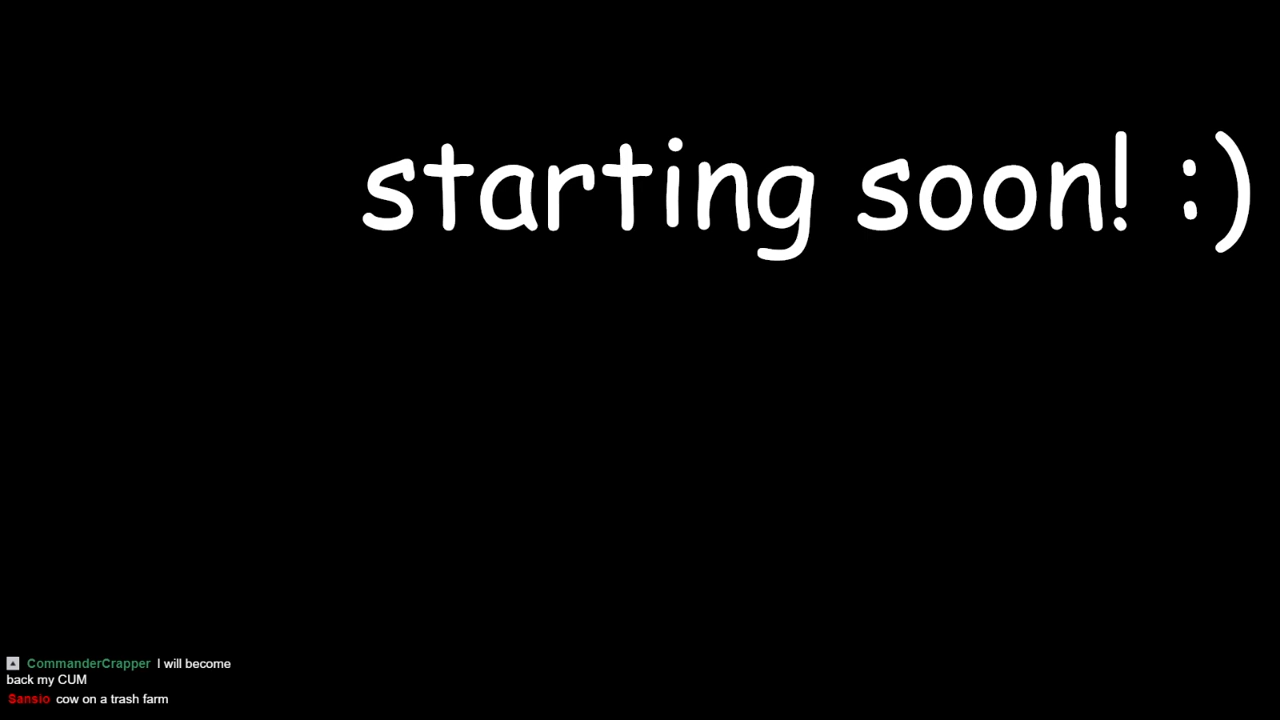 starting soon! :)
CommanderCrapper I will become
back my CUM
Sansio cow on a trash farm